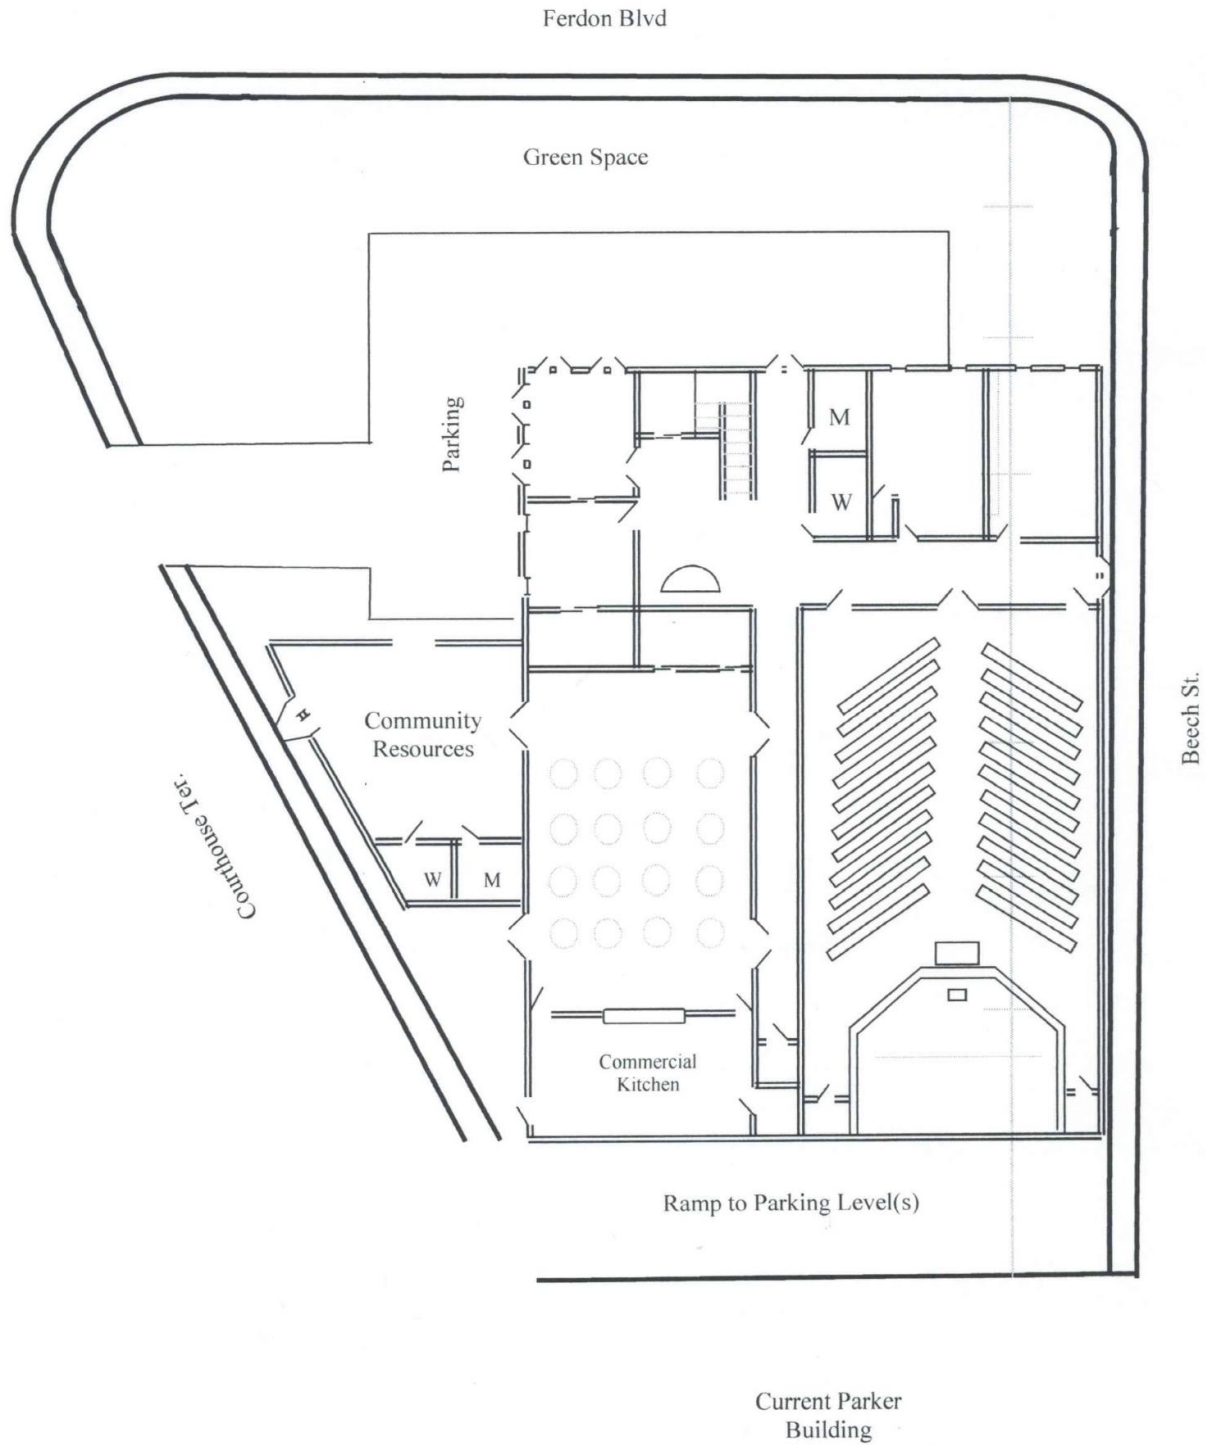 Ferdon Blvd
Green Space
Parking
M
W
Community
Resources
Beech St.
Courthouse Ter.
W
M
Commercial
Kitchen
Ramp to Parking Level(s)
Current Parker
Building